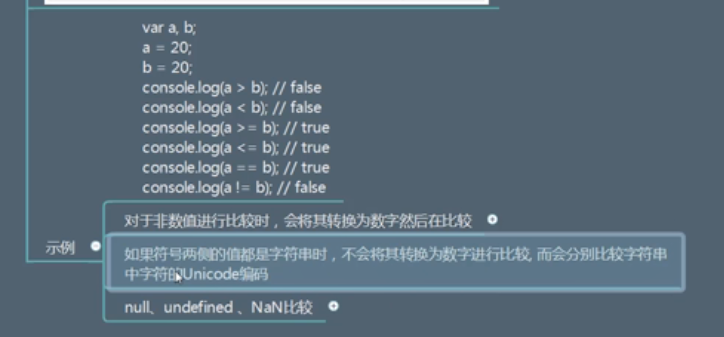 var a, b;
a = 20;
b = 20;
console.log(a > b); // false
console.log(a < b); // false
console.log(a >= b); // true
console.log(a <= b); // true
console.log(a == b); // true
console.log(a != b); // false
对于非数值进行比较时，会将其转换为数字然后在比较
示例
如果符号两侧的值都是字符串时，不会将其转换为数字进行比较, 而会分别比较字符串
中字符的Unicode编码
null、undefined 、NaN比较